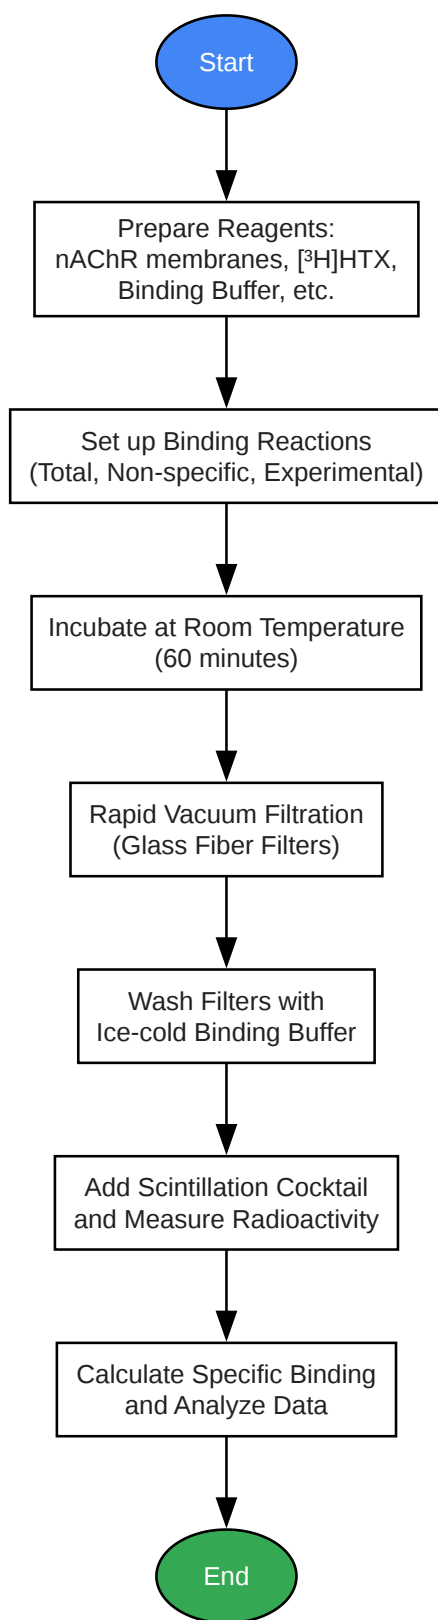 Start
Prepare Reagents:
nAChR membranes, [³H]HTX,
Binding Buffer, etc.
Set up Binding Reactions
(Total, Non-specific, Experimental)
Incubate at Room Temperature
(60 minutes)
Rapid Vacuum Filtration
(Glass Fiber Filters)
Wash Filters with
Ice-cold Binding Buffer
Add Scintillation Cocktail
and Measure Radioactivity
Calculate Specific Binding
and Analyze Data
End